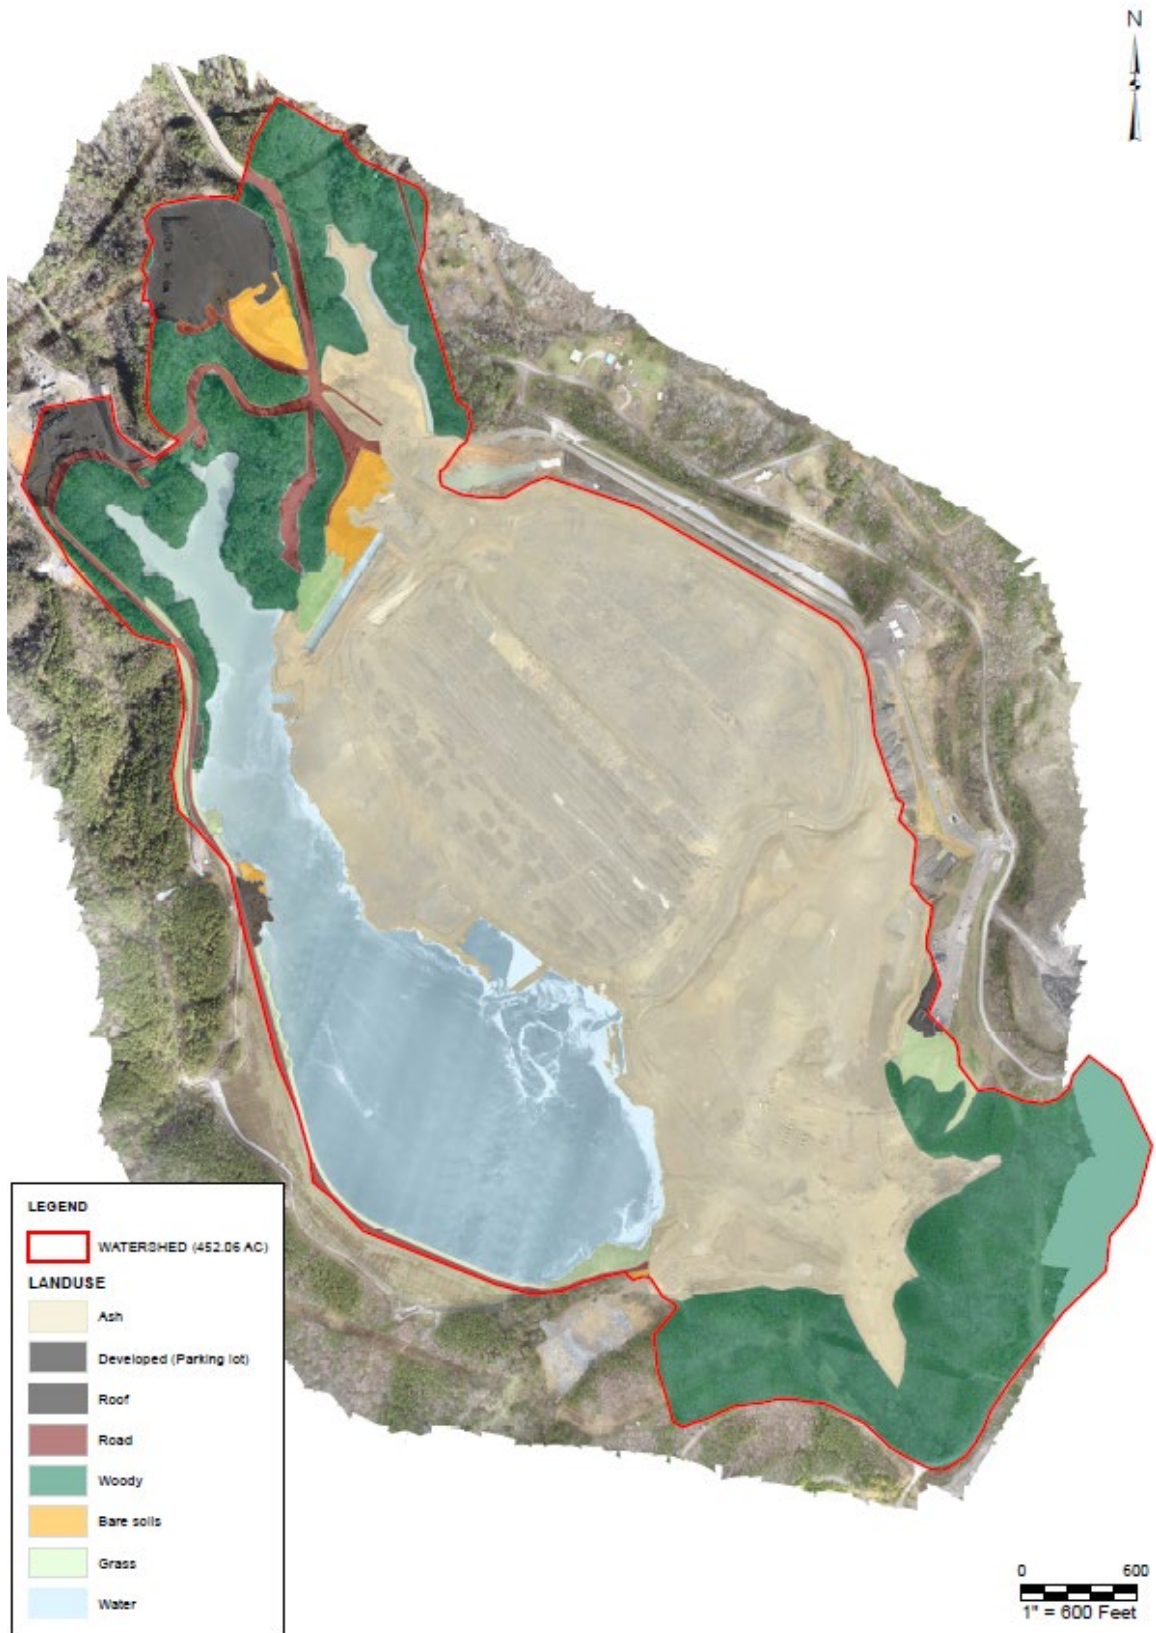 N
LEGEND
WATERSHED (452.06 AC)
LANDUSE
Ash
Developed (Parking lot)
Roof
Road
Woody
Bare soils
Grass
Water
0 600
1" = 600 Feet